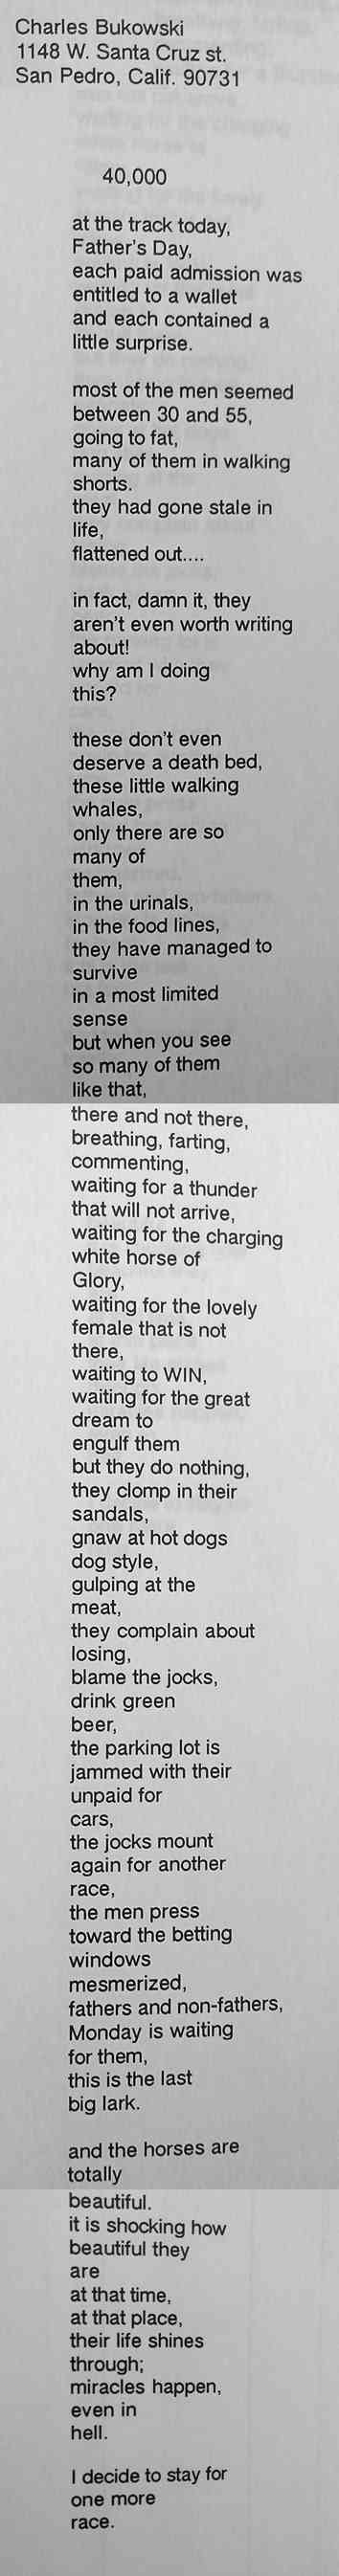 Charles Bukowski
1148 W. Santa Cruz st.
San Pedro, Calif. 90731
40,000
at the track today,
Father's Day,
each paid admission was
entitled to a wallet
and each contained a
little surprise.
most of the men seemed
between 30 and 55,
going to fat,
many of them in walking
shorts.
they had gone stale in
life,
flattened out....
in fact, damn it, they
aren't even worth writing
about!
why am I doing
this?
these don't even
deserve a death bed,
these little walking
whales,
only there are so
many of
them,
in the urinals,
in the food lines,
they have managed to
survive
in a most limited
sense
but when you see
so many of them
like that,
there and not there,
breathing, farting,
commenting,
waiting for a thunder
that will not arrive,
waiting for the charging
white horse of
Glory,
waiting for the lovely
female that is not
there,
waiting to WIN,
waiting for the great
dream to
engulf them
but they do nothing,
they clomp in their
sandals,
gnaw at hot dogs
dog style,
gulping at the
meat,
they complain about
losing,
blame the jocks,
drink green
beer,
the parking lot is
jammed with their
unpaid for
cars,
the jocks mount
again for another
race,
the men press
toward the betting
windows
mesmerized,
fathers and non-fathers,
Monday is waiting
for them,
this is the last
big lark.
and the horses are
totally
beautiful.
it is shocking how
beautiful they
are
at that time,
at that place,
their life shines
through;
miracles happen,
even in
hell.
I decide to stay for
one more
race.